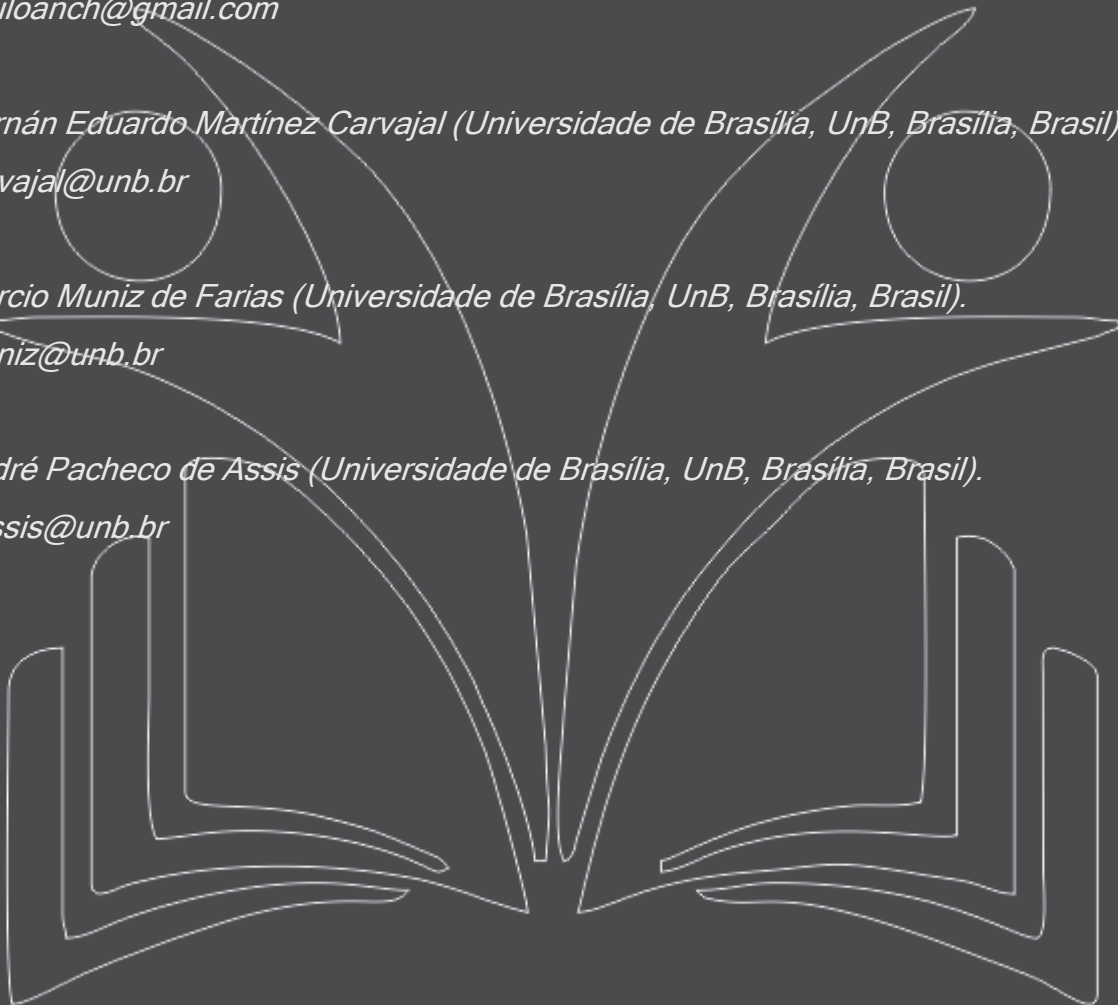 iloanch@gmail.com
rnán Eduardo Martínez Carvajal (Universidade de Brasília, UnB, Brasília, Brasil)
vajal@unb.br
rcio Muniz de Farias (Universidade de Brasília, UnB, Brasília, Brasil).
niz@unb.br
dré Pacheco de Assis (Universidade de Brasília, UnB, Brasília, Brasil).
ssis@unb.br